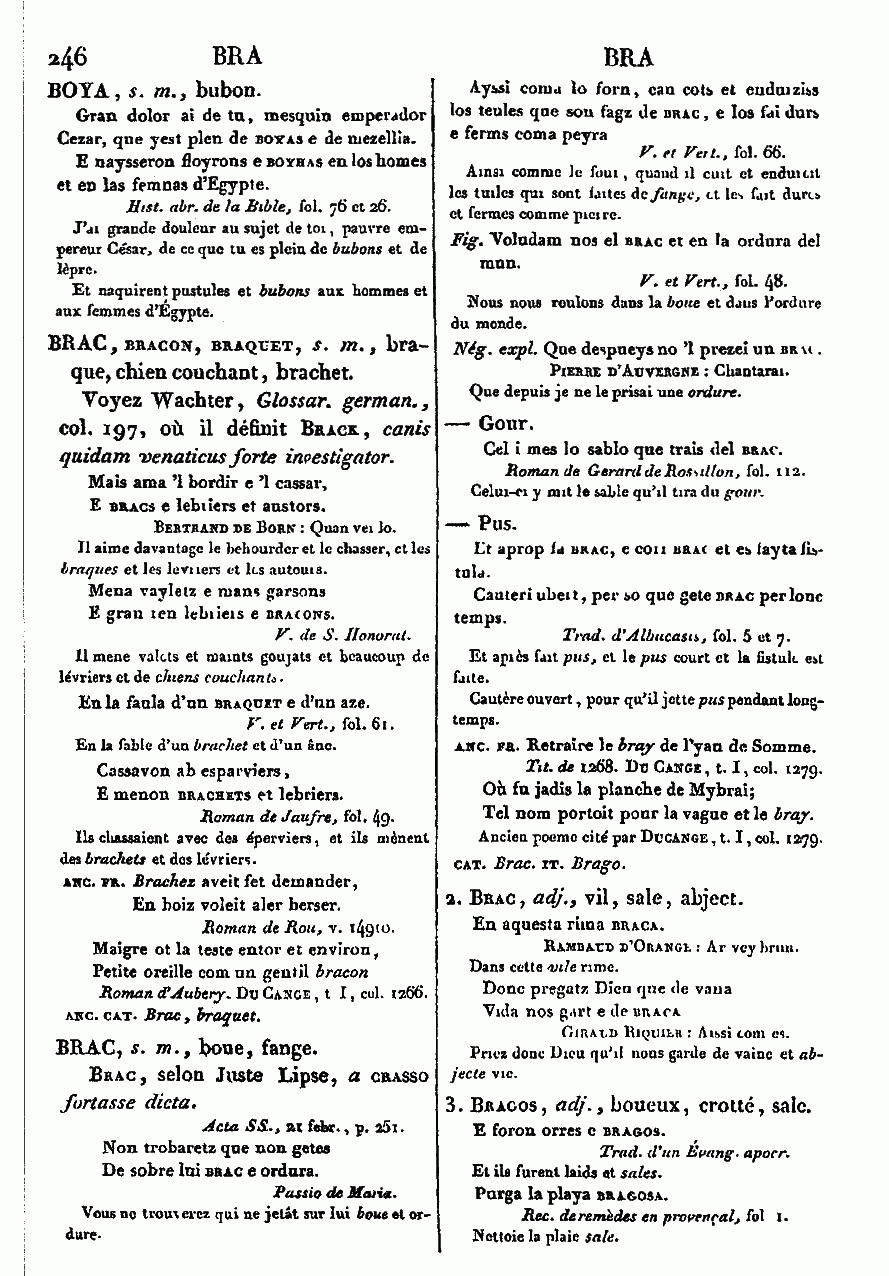 246 BRA BRA
BOYA, s. m., bubon.
Gran dolor ai de tu, mesquin emperador
Cezar, que yest plen de BOYAS e de mezellia.
E naysseron floyrons e BOYHAS en los homes
et en las femnas d'Egypte.
Hist. abr. de la Bible, fol. 76 et 26.
J'ai grande douleur au sujet de toi, pauvre em-
pereur César, de ce que tu es plein de bubons et de
lèpre.
Et naquirent pustules et bubons aux hommes et
aux femmes d'Égypte.
BRAC, BRACON, BRAQUET, s. m., bra-
que, chien couchant, brachet.
Voyez Wachter, Glossar. german.,
col. 197, où il définit BRACK, canis
quidam venaticus forte investigator.
Mais ama 'l bordir e 'l cassar,
E BRACS e lebriers et austors.
BERTRAND DE BORN : Quan vei lo.
Il aime davantage le behourder et le chasser, et les
braques et les levriers et les autours.
Mena vayletz e mans garsons
E gran ren lebrieis e BRACONS.
V. de S. Honorat.
Il mene valets et maints goujats et beaucoup de
lévriers et de chiens couchants.
En la faula d'un BRAQUET e d'un aze.
V. et Vert., fol. 61.
En la fable d'un brachet et d'un âne.
Cassavon ab esparviers,
E menon BRACHETS et lebriers.
Roman de Jaufre, fol. 49.
Ils chassaient avec des éperviers, et ils mènent
des brachets et des lévriers.
ANC. FR. Brachez aveit fet demander,
En boiz voleit aler berser.
Roman de Rou, v. 14910.
Maigre ot la teste entor et environ,
Petite oreille com un gentil bracon
Roman d'Aubery. DU CANGE, t I, col. 1266.
ANC. CAT. Brac, braquet.
BRAC, s. m., boue, fange.
BRAC, selon Juste Lipse, a CRASSO
fortasse dicta.
Acta SS., 21 febr., p. 251.
Non trobaretz que non getes
De sobre lui BRAC e ordura.
Passio de Maria.
Vous ne trouverez qui ne jetât sur lui boue et or-
dure.
Ayssi coma lo forn, can cots et enduizis
los teules que sou fagz de BRAC, e los fai durs
e ferms coma peyra
V. et Vert., fol. 66.
Ainsi comme le four, quand il cuit et enduicit
les tuiles qui sont faites de fange, et les fait dures
et fermes comme pierre.
Fig. Voludam nos el BRAC et en la ordura del
mun.
V. et Vert., fol. 48.
Nous nous roulons dans la boue et dans l'ordure
du monde.
Nég. expl. Que despueys no 'l prezei un BRAC.
PIERRE D'AUVERGNE : Chantarai.
Que depuis je ne le prisai une ordure.
— Gour.
Cel i mes lo sablo que trais del BRAC.
Roman de Gerard de Rossillon, fol. 112.
Celui-ci y mit le sable qu'il tira du gour.
— Pus.
Et aprop fa BRAC, e corr BRAC et es fayta fis-
tula.
Cauteri ubert, per so que gete BRAC per lonc
temps.
Trad. d'Albucasis, fol. 5 et 7.
Et après fait pus, et le pus court et la fistule est
faite.
Cautère ouvert, pour qu'il jette pus pendant long-
temps.
ANC. FR. Retraire le bray de l'yan de Somme.
Tit. de 1268. DU CANGE, t. I, col. 1279.
Où fu jadis la planche de Mybrai;
Tel nom portoit pour la vague et le bray.
Ancien poeme cité par DUCANGE, t. I, col. 1279.
CAT. Brac. IT. Brago.
2. BRAC, adj., vil, sale, abject.
En aquesta rima BRACA.
RAMBAUD D'ORANGE : Ar vey brun.
Dans cette vile rime.
Donc pregatz Dieu que de vana
Vida nos gart e de BRACA
GIRAUD RIQUIER : Aissi com es.
Priez donc Dieu qu'il nous garde de vaine et ab-
jecte vie.
3. BRAGOS, adj., boueux, crotté, sale.
E foron orres e BRAGOS.
Trad. d'un Évang. apocr.
Et ils furent laids et sales.
Purga la playa BRAGOSA.
Rec. de remèdes en provençal, fol 1.
Nettoie la plaie sale.